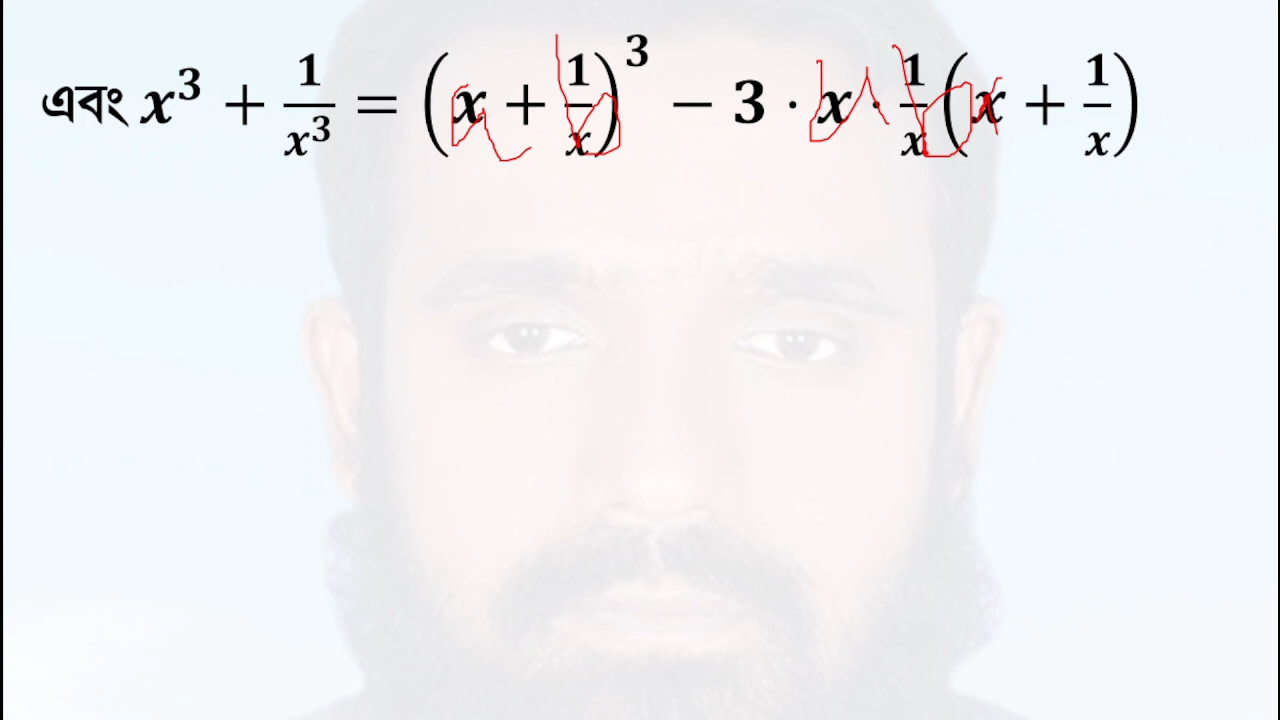 এবং x³ + 1/x³ = (x + 1/x)³ − 3 · x · 1/x (x + 1/x)